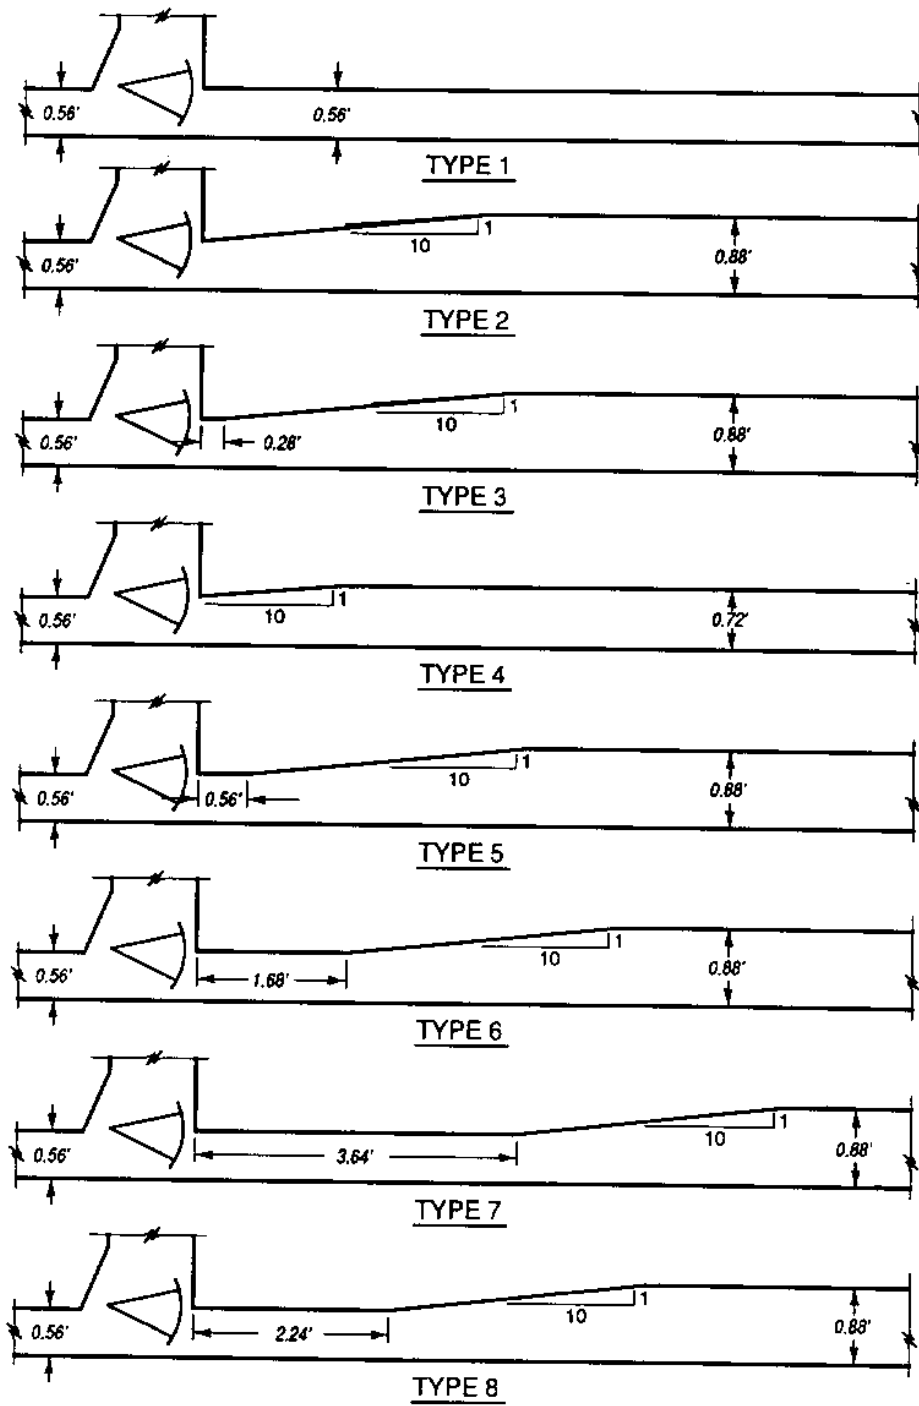 0.56' 0.56'
TYPE 1
1
10
0.56' 0.88'
TYPE 2
1
10
0.56' 0.28' 0.88'
TYPE 3
1
10
0.56' 0.72'
TYPE 4
1
10
0.56' 0.56' 0.88'
TYPE 5
1
10
0.56' 1.68' 0.88'
TYPE 6
1
10
0.56' 3.64' 0.88'
TYPE 7
1
10
0.56' 2.24' 0.88'
TYPE 8